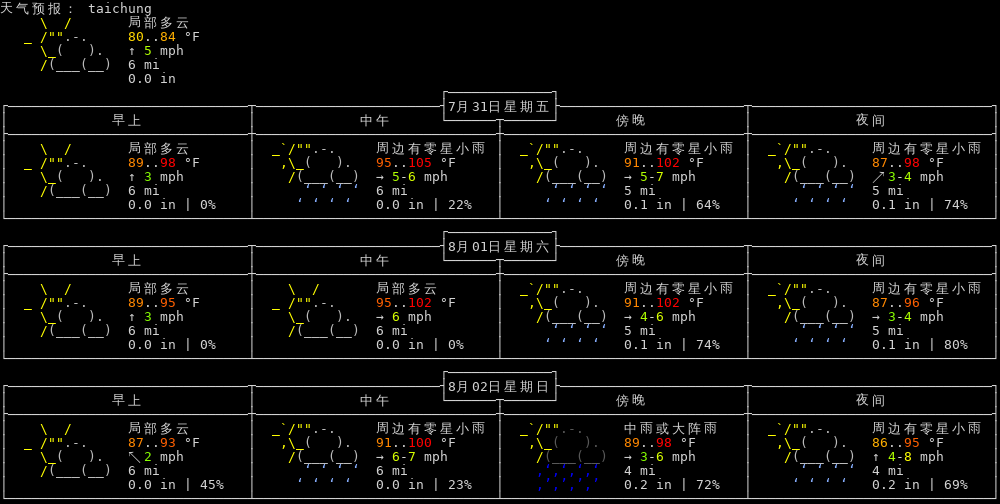 天气预报： taichung
局部多云
80..84 °F
↑ 5 mph
6 mi
0.0 in
7月31日星期五
早上 中午 傍晚 夜间
局部多云 周边有零星小雨 周边有零星小雨 周边有零星小雨
89..98 °F 95..105 °F 91..102 °F 87..98 °F
↑ 3 mph → 5-6 mph → 5-7 mph ↗ 3-4 mph
6 mi 6 mi 5 mi 5 mi
0.0 in | 0% 0.0 in | 22% 0.1 in | 64% 0.1 in | 74%
8月01日星期六
早上 中午 傍晚 夜间
局部多云 局部多云 周边有零星小雨 周边有零星小雨
89..95 °F 95..102 °F 91..102 °F 87..96 °F
↑ 3 mph → 6 mph → 4-6 mph → 3-4 mph
6 mi 6 mi 5 mi 5 mi
0.0 in | 0% 0.0 in | 0% 0.1 in | 74% 0.1 in | 80%
8月02日星期日
早上 中午 傍晚 夜间
局部多云 周边有零星小雨 中雨或大阵雨 周边有零星小雨
87..93 °F 91..100 °F 89..98 °F 86..95 °F
↖ 2 mph → 6-7 mph → 3-6 mph ↑ 4-8 mph
6 mi 6 mi 4 mi 4 mi
0.0 in | 45% 0.0 in | 23% 0.2 in | 72% 0.2 in | 69%